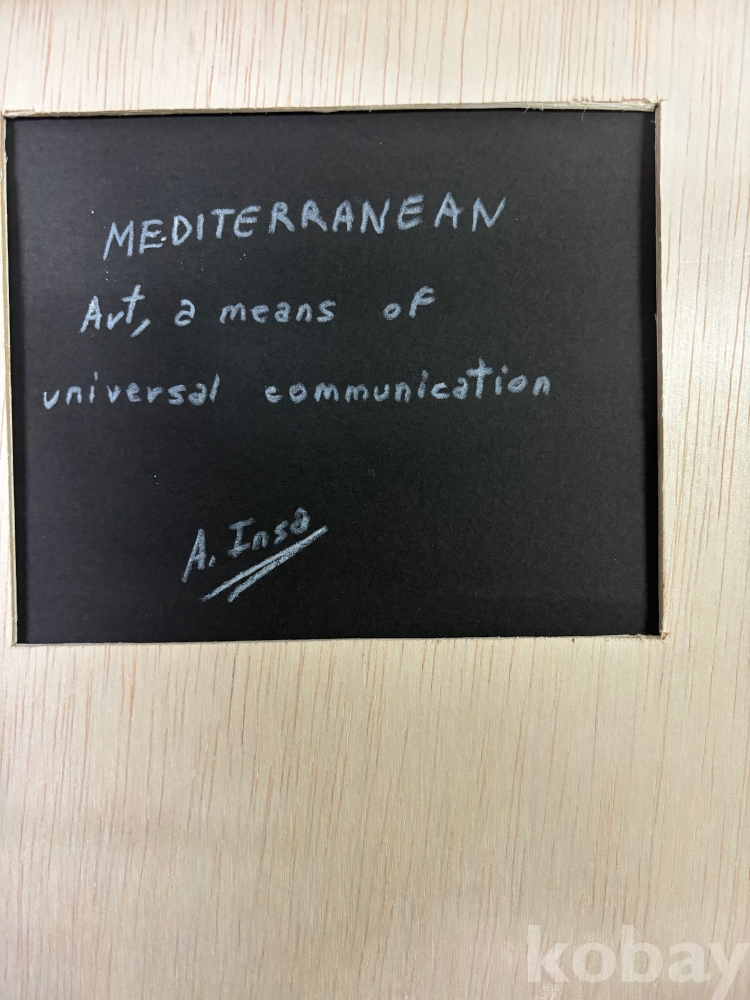 MEDITERRANEAN
Art, a means of
universal communication
A. Insa
kobay